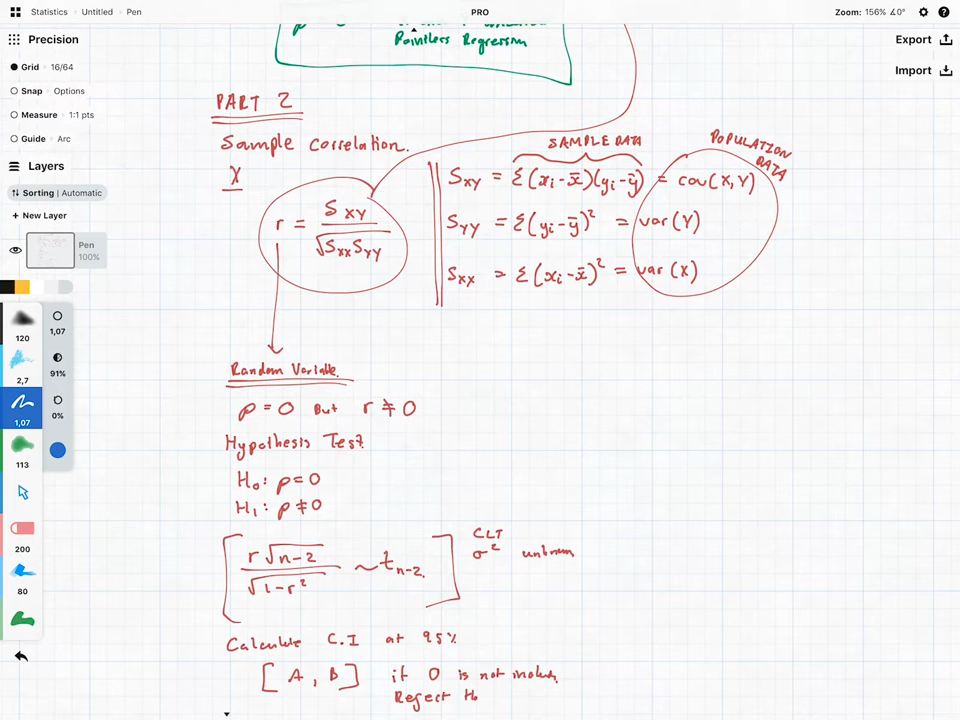 Statistics Untitled Pen
PRO
Zoom: 156% ∠0°
Precision
Export
Import
Grid 16/64
Snap Options
Measure 1:1 pts
Guide Arc
Layers
Sorting | Automatic
+ New Layer
Pen
100%
120
1,07
2,7
91%
1,07
0%
113
200
80
Pointless Regression
PART 2
Sample correlation.
X
r = S xy / √Sxx Syy
SAMPLE DATA
POPULATION DATA
Sxy = Σ(xi-x̄)(yi-ȳ) = cov(X,Y)
Syy = Σ(yi-ȳ)² = var(Y)
Sxx = Σ(xi-x̄)² = var(X)
Random Variable
ρ = 0 But r ≠ 0
Hypothesis Test
H₀: ρ = 0
H₁: ρ ≠ 0
[ r√n-2 / √1-r² ~ tn-2. ]
CLT
σ² unknown
Calculate C.I at 95%
[ A , B ] if 0 is not
Reject H₀